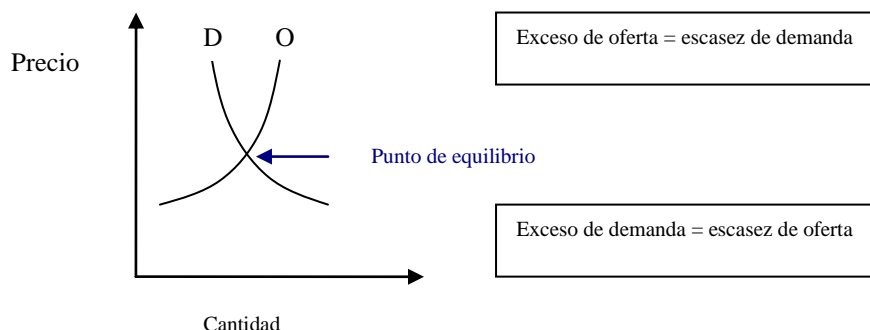 D O
Exceso de oferta = escasez de demanda
Precio
Punto de equilibrio
Exceso de demanda = escasez de oferta
Cantidad